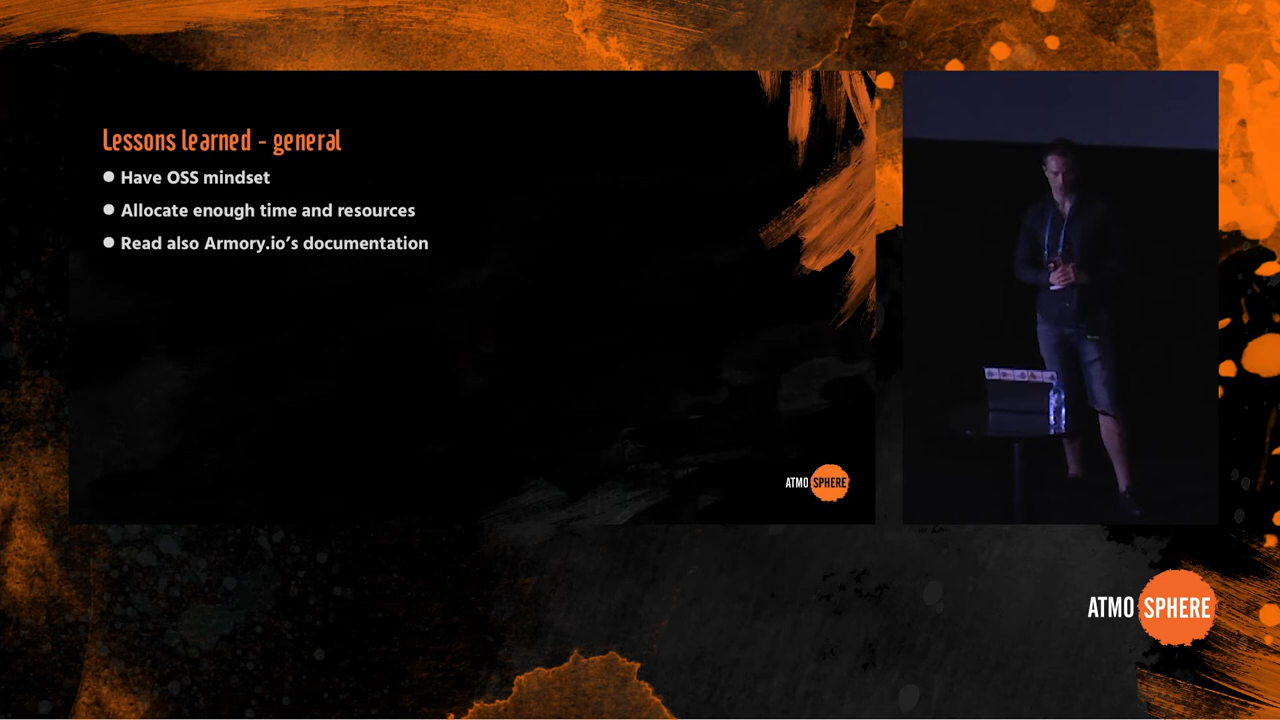 Lessons learned - general
Have OSS mindset
Allocate enough time and resources
Read also Armory.io’s documentation
ATMO SPHERE
ATMO SPHERE